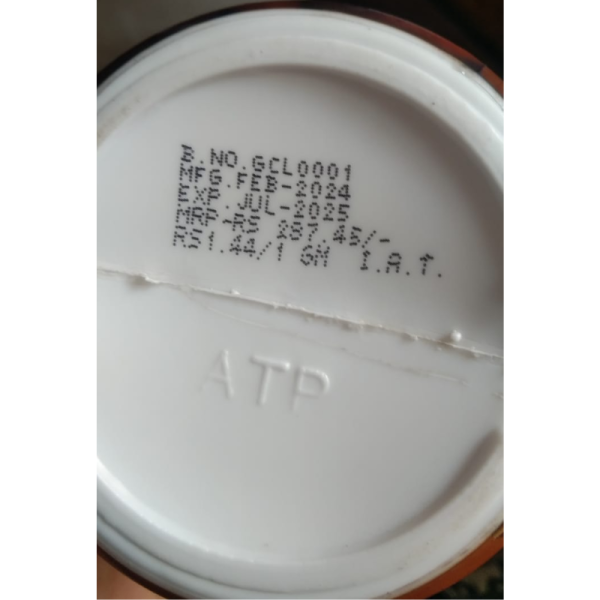 B.NO.GCL0001
MFG.FEB-2024
EXP.JUL-2025
MRP-RS 287.45/-
RS1.44/1 GM I.A.T.
ATP